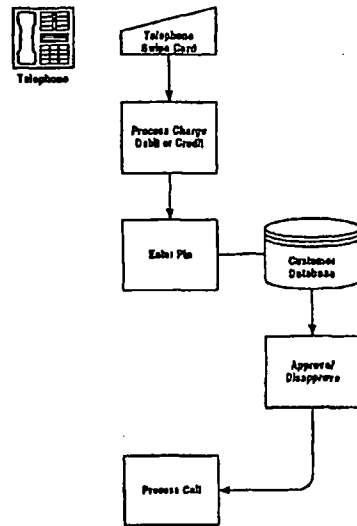 Telephone
Telephone
Swipe Card
Process Charge
Debit or Credit
Enter Pin
Customer
Database
Approve/
Disapprove
Process Call